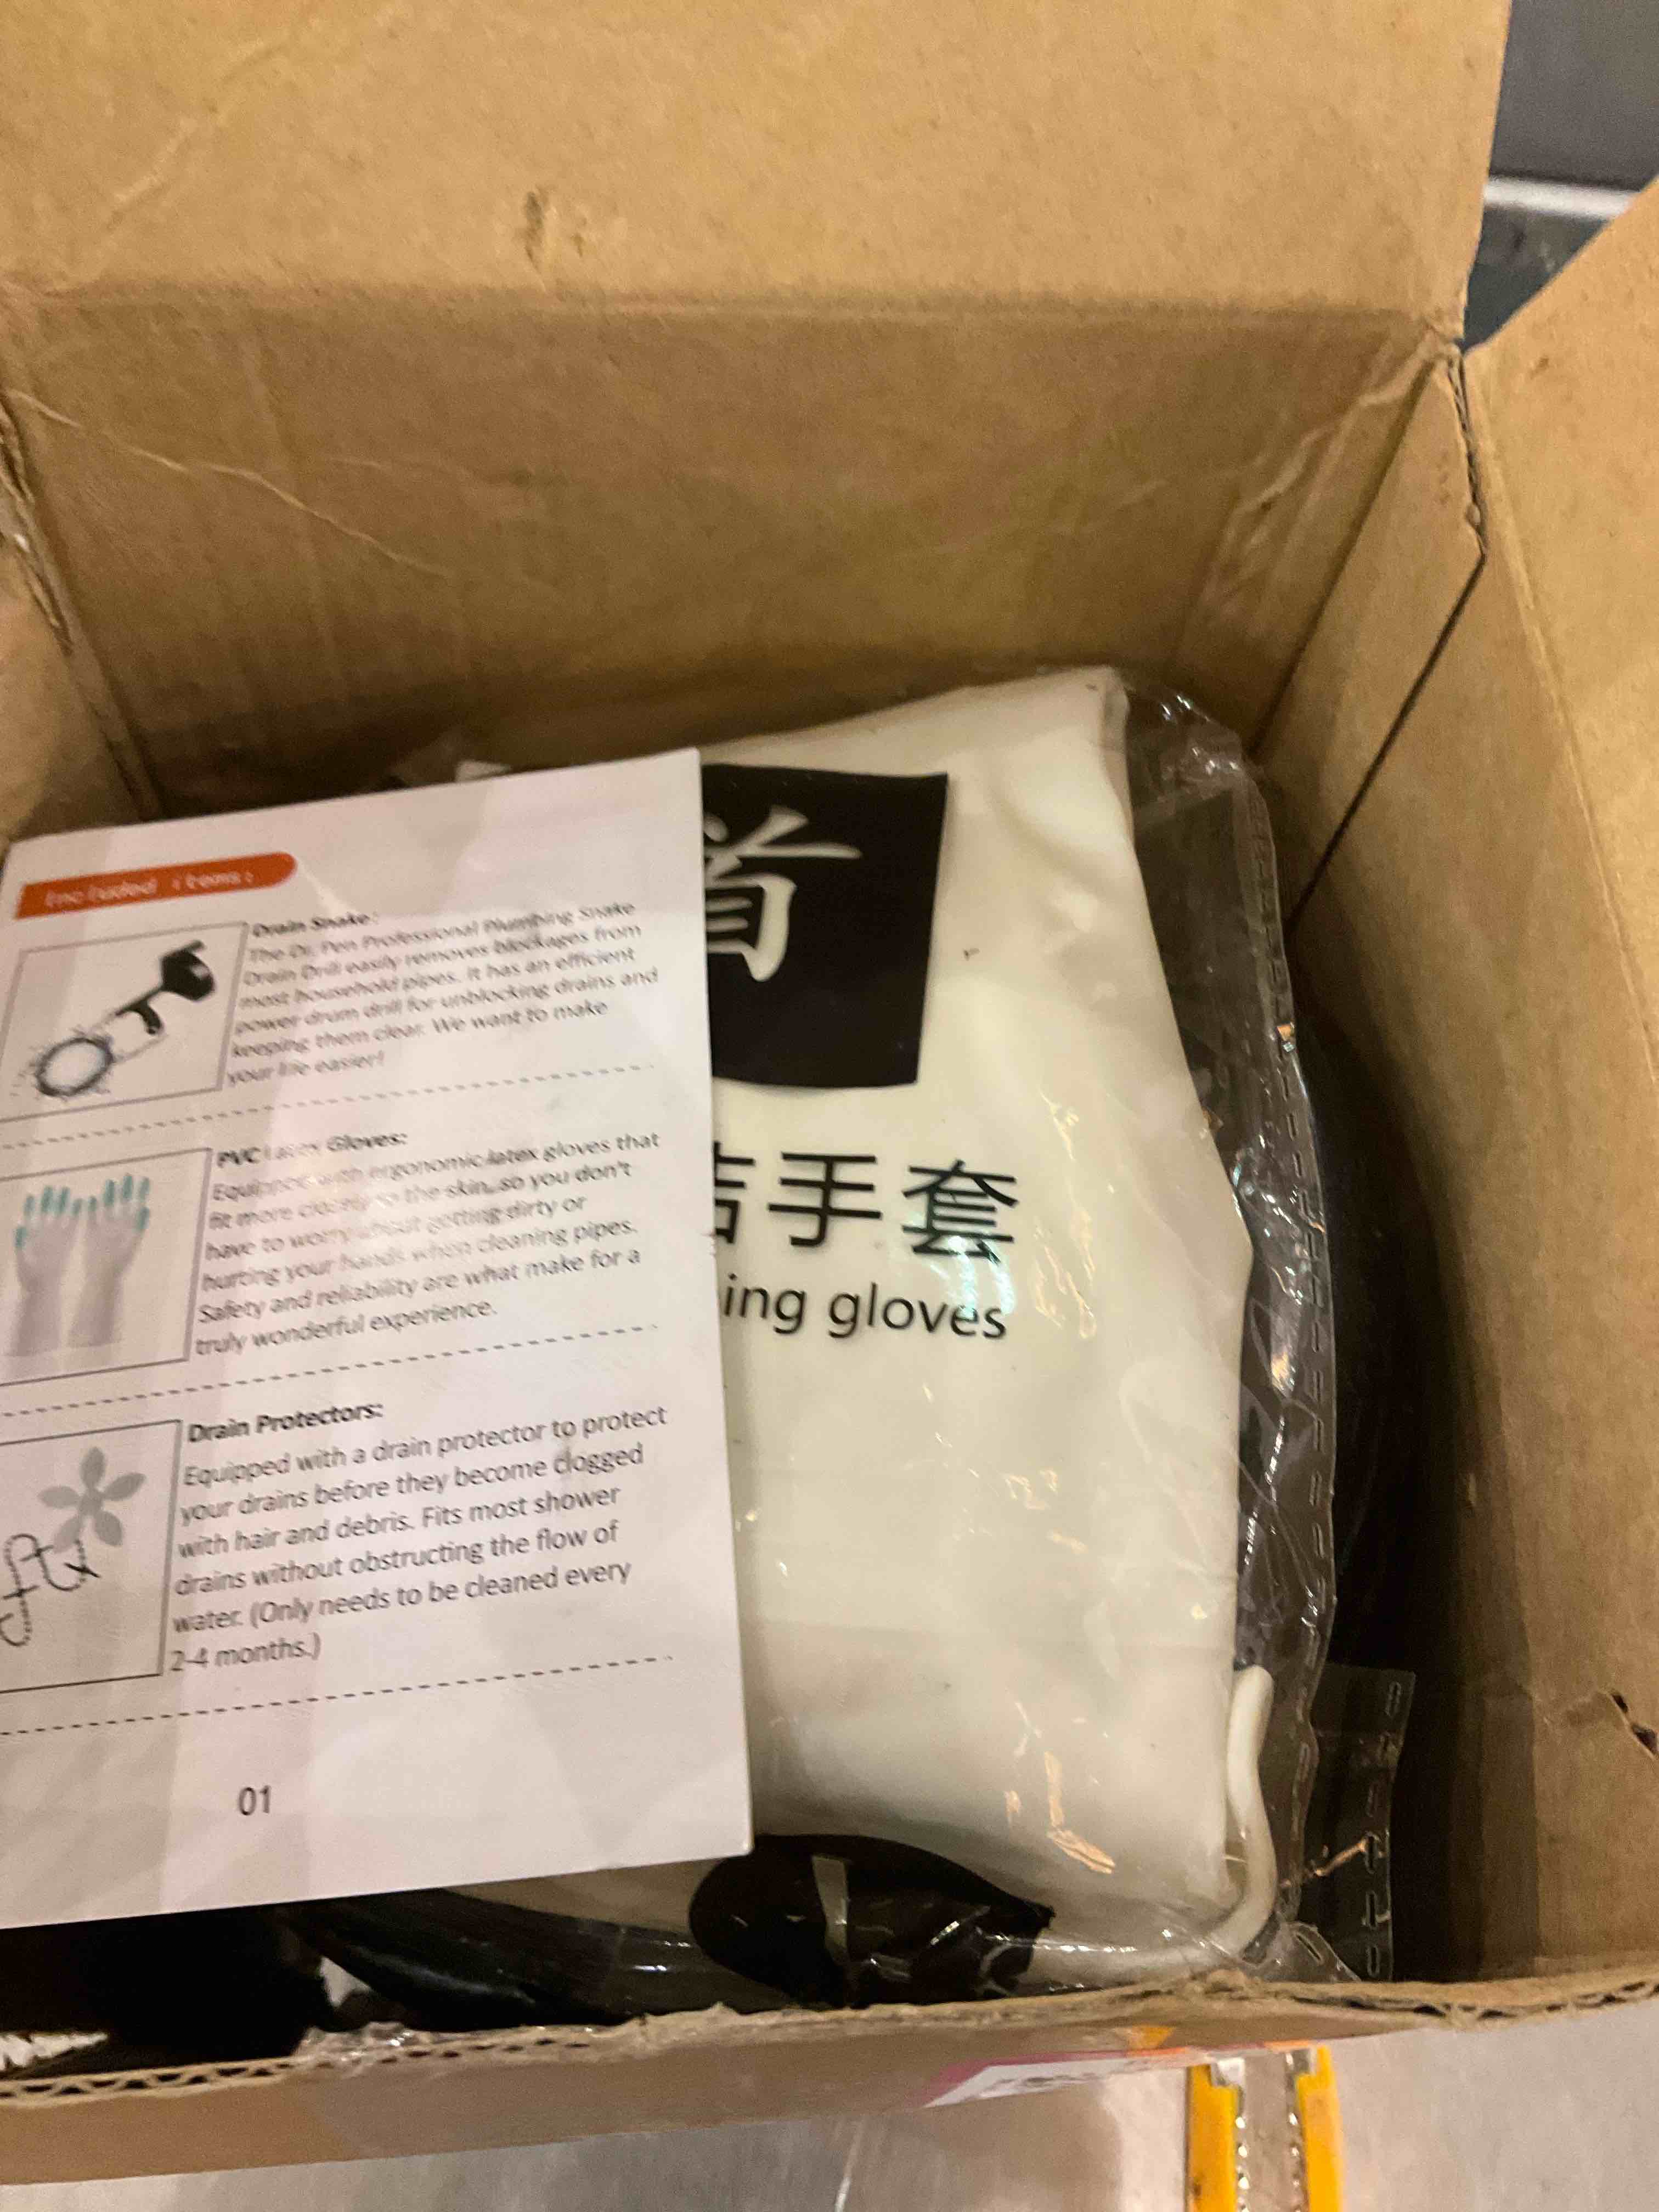 Included items:
Drain Snake:
The Dr. Pen Professional Plumbing Snake
Drain Drill easily removes blockages from
most household pipes. It has an efficient
power drum drill for unblocking drains and
keeping them clear. We want to make
your life easier!
PVC Latex Gloves:
Equipped with ergonomic latex gloves that
fit more closely to the skin, so you don't
have to worry about getting dirty or
hurting your hands when cleaning pipes.
Safety and reliability are what make for a
truly wonderful experience.
Drain Protectors:
Equipped with a drain protector to protect
your drains before they become clogged
with hair and debris. Fits most shower
drains without obstructing the flow of
water. (Only needs to be cleaned every
2-4 months.)
01
首
洁手套
ing gloves